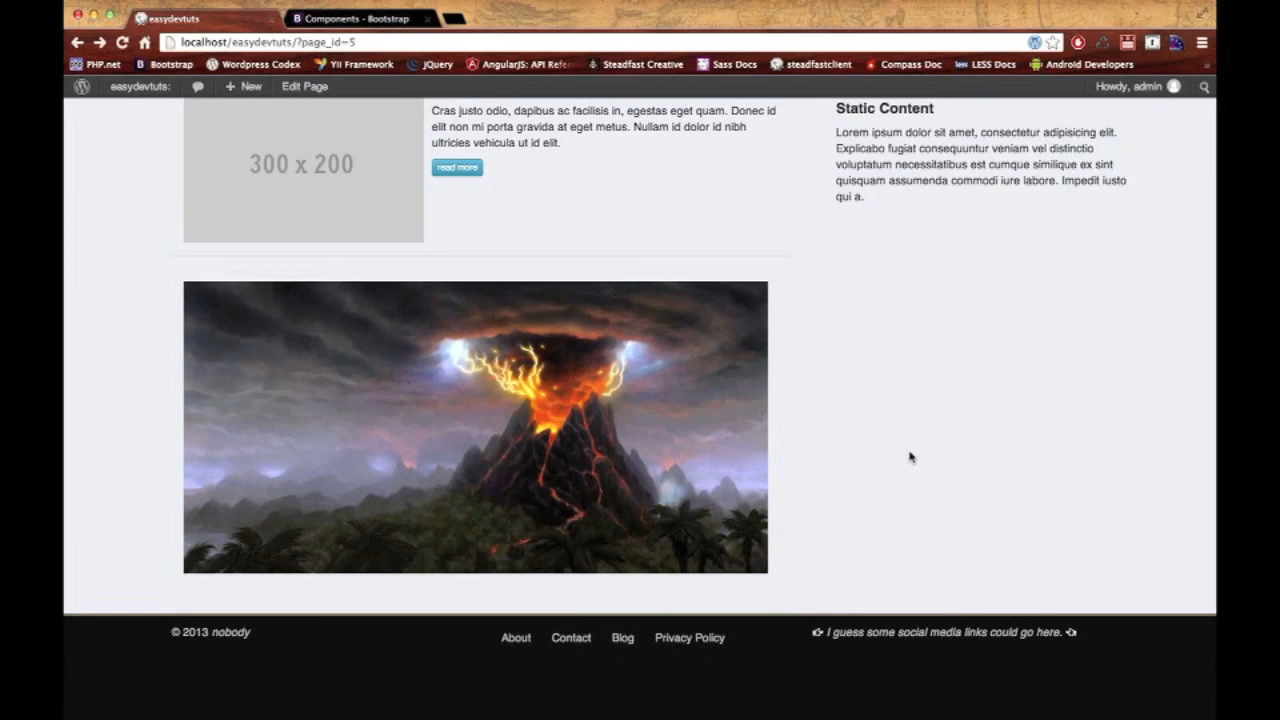 easydevtuts
B Components - Bootstrap
localhost/easydevtuts/?page_id=5
PHP.net
B Bootstrap
Wordpress Codex
YII Framework
jQuery
AngularJS: API Refe
Steadfast Creative
Sass Docs
steadfastclient
Compass Doc
LESS Docs
Android Developers
easydevtuts:
+ New
Edit Page
Howdy, admin
300 x 200
Cras justo odio, dapibus ac facilisis in, egestas eget quam. Donec id
elit non mi porta gravida at eget metus. Nullam id dolor id nibh
ultricies vehicula ut id elit.
read more
Static Content
Lorem ipsum dolor sit amet, consectetur adipisicing elit.
Explicabo fugiat consequuntur veniam vel distinctio
voluptatum necessitatibus est cumque similique ex sint
quisquam assumenda commodi iure labore. Impedit iusto
qui a.
© 2013 nobody
About
Contact
Blog
Privacy Policy
I guess some social media links could go here.